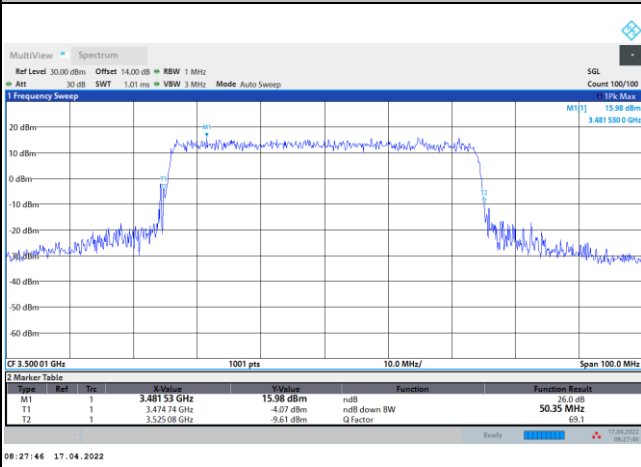 MultiView Spectrum
Ref Level 30.00 dBm Offset 14.00 dB RBW 1 MHz SGL
Att 30 dB SWT 1.01 ms VBW 3 MHz Mode Auto Sweep Count 100/100
1 Frequency Sweep 1Pk Max
M1[1] 15.98 dBm
3.481 530 0 GHz
20 dBm
M1
10 dBm
0 dBm
T1
T2
-10 dBm
-20 dBm
-30 dBm
-40 dBm
-50 dBm
-60 dBm
CF 3.500 01 GHz 1001 pts 10.0 MHz/ Span 100.0 MHz
2 Marker Table
Type Ref Trc X-Value Y-Value Function Function Result
M1 1 3.481 53 GHz 15.98 dBm ndB 26.0 dB
T1 1 3.474 74 GHz -4.07 dBm ndB down BW 50.35 MHz
T2 1 3.525 08 GHz -9.61 dBm Q Factor 69.1
Ready 17.04.2022
08:27:46
08:27:46 17.04.2022